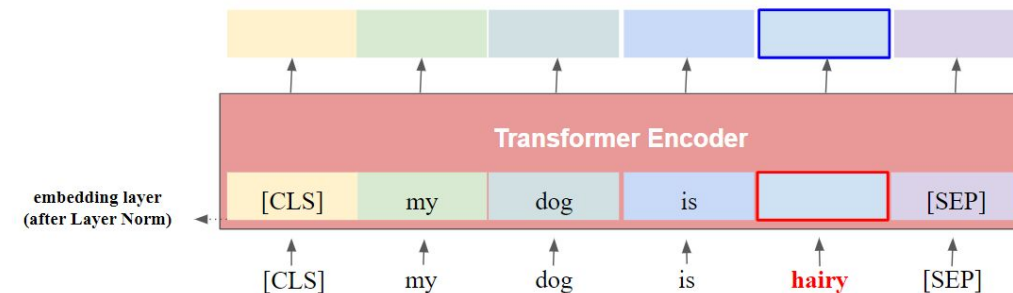 Transformer Encoder
embedding layer
(after Layer Norm)
[CLS] my dog is [SEP]
[CLS] my dog is hairy [SEP]